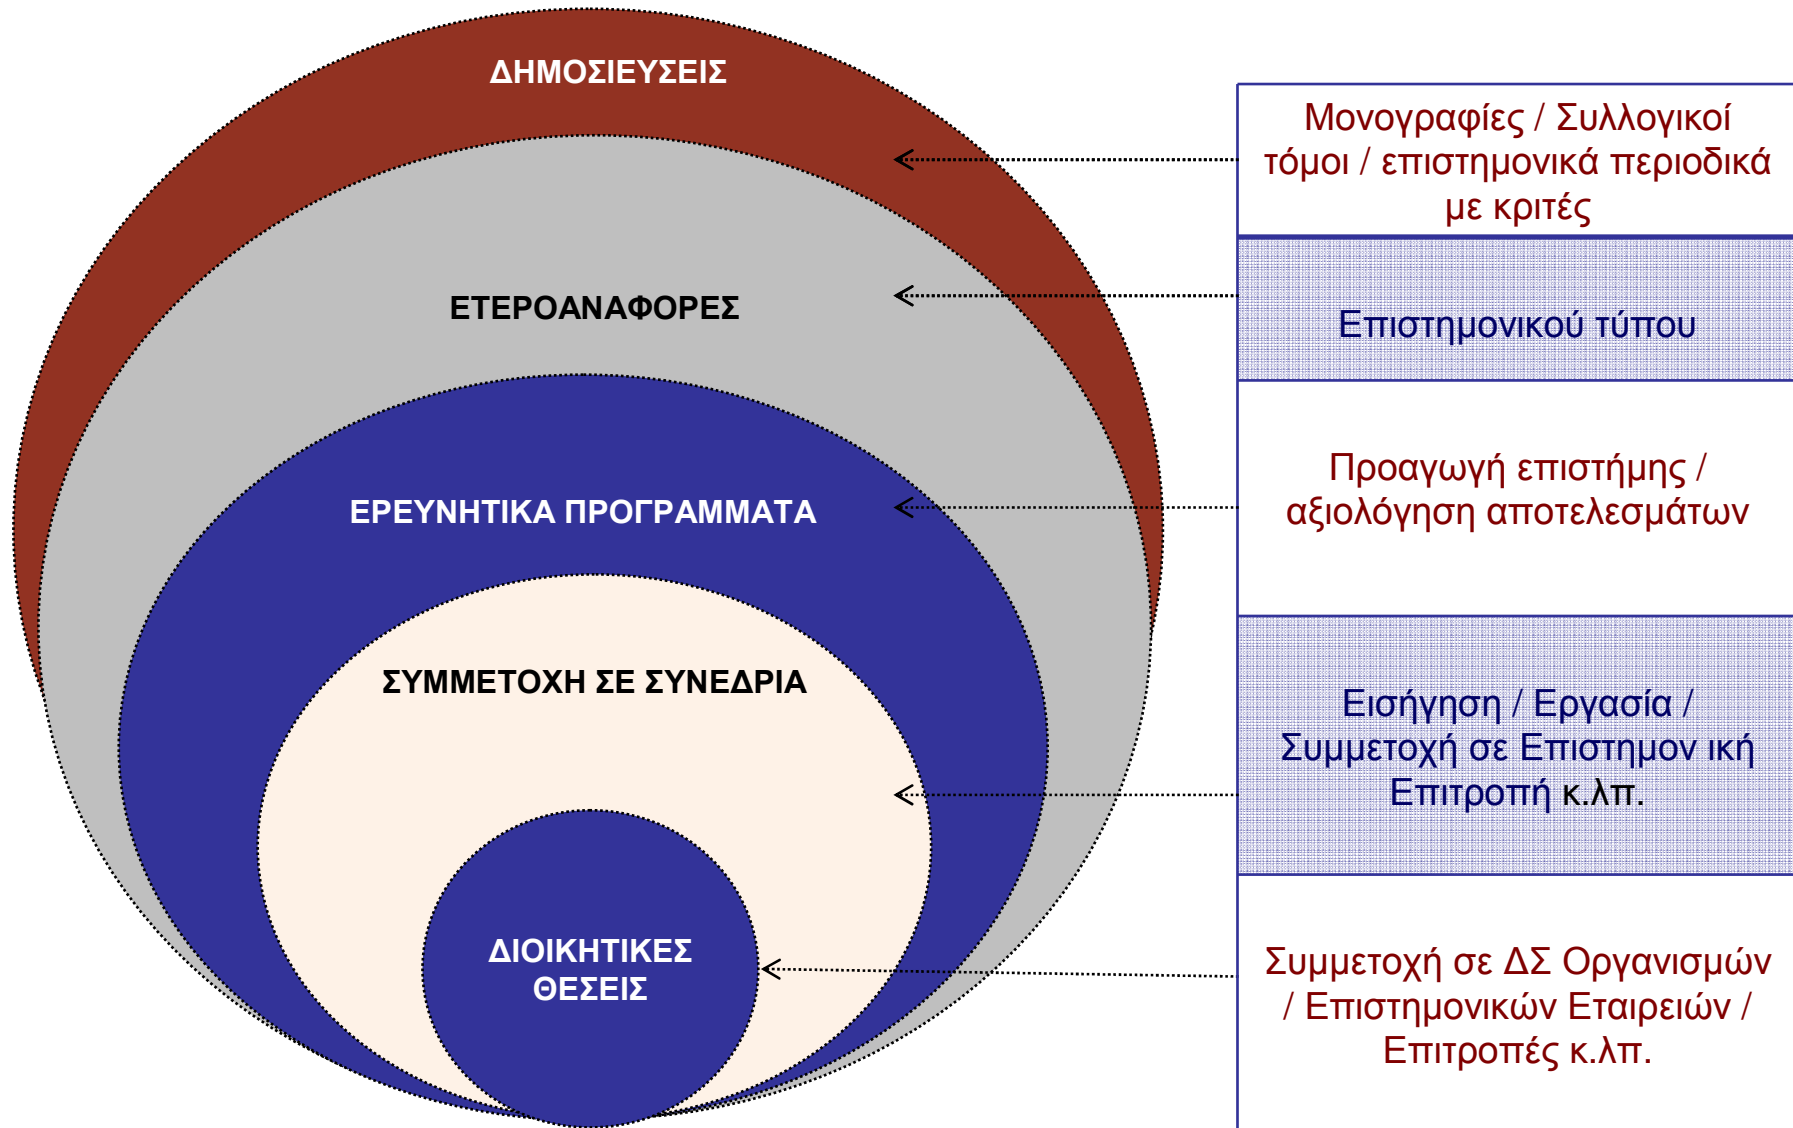 ΔΗΜΟΣΙΕΥΣΕΙΣ
ΕΤΕΡΟΑΝΑΦΟΡΕΣ
ΕΡΕΥΝΗΤΙΚΑ ΠΡΟΓΡΑΜΜΑΤΑ
ΣΥΜΜΕΤΟΧΗ ΣΕ ΣΥΝΕΔΡΙΑ
ΔΙΟΙΚΗΤΙΚΕΣ
ΘΕΣΕΙΣ
Μονογραφίες / Συλλογικοί
τόμοι / επιστημονικά περιοδικά
με κριτές
Επιστημονικού τύπου
Προαγωγή επιστήμης /
αξιολόγηση αποτελεσμάτων
Εισήγηση / Εργασία /
Συμμετοχή σε Επιστημον ική
Επιτροπή κ.λπ.
Συμμετοχή σε ΔΣ Οργανισμών
/ Επιστημονικών Εταιρειών /
Επιτροπές κ.λπ.